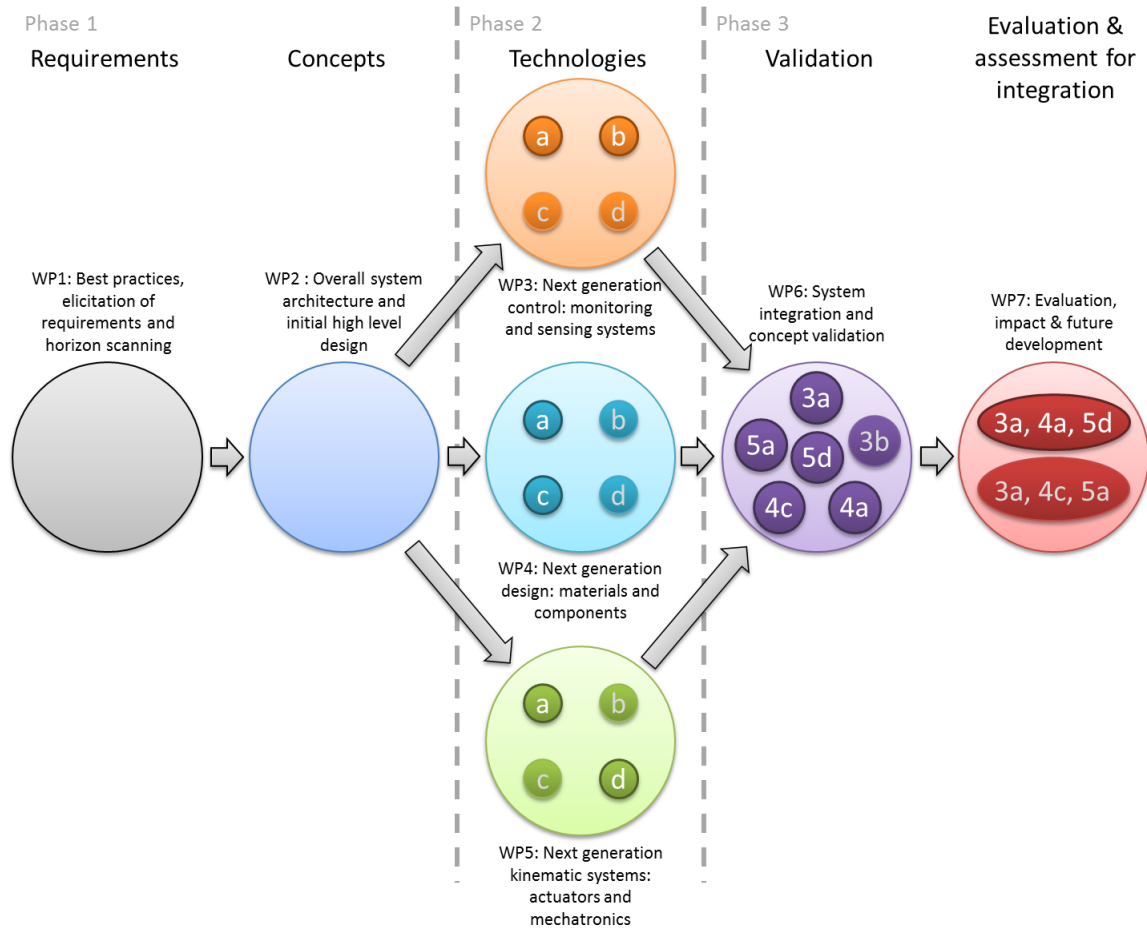 Phase 1
Requirements
Concepts
Phase 2
Technologies
Phase 3
Validation
Evaluation &
assessment for
integration
WP1: Best practices,
elicitation of
requirements and
horizon scanning
WP2 : Overall system
architecture and
initial high level
design
a
b
c
d
WP3: Next generation
control: monitoring
and sensing systems
a
b
c
d
WP4: Next generation
design: materials and
components
a
b
c
d
WP5: Next generation
kinematic systems:
actuators and
mechatronics
WP6: System
integration and
concept validation
3a
5a
5d
3b
4c
4a
WP7: Evaluation,
impact & future
development
3a, 4a, 5d
3a, 4c, 5a